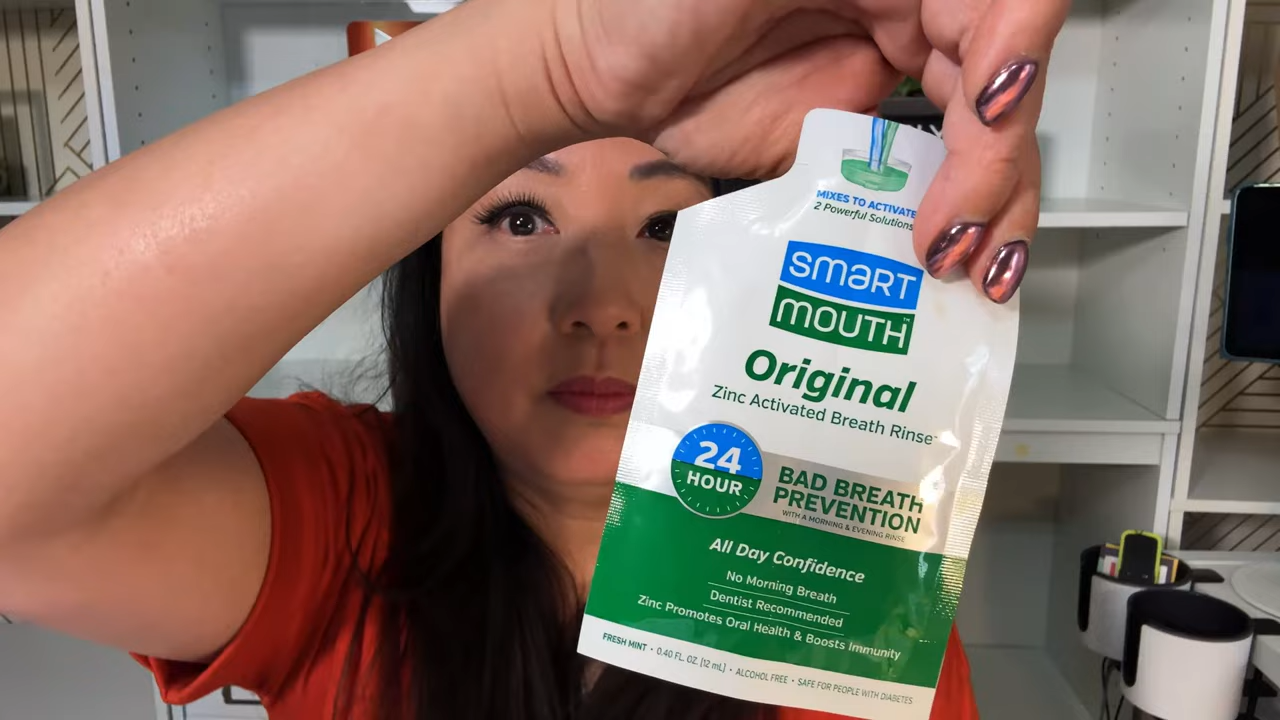 MIXES TO ACTIVATE
2 Powerful Solutions
SMART
MOUTH™
Original
Zinc Activated Breath Rinse™
24
HOUR
BAD BREATH
PREVENTION
WITH A MORNING & EVENING RINSE
All Day Confidence
No Morning Breath
Dentist Recommended
Zinc Promotes Oral Health & Boosts Immunity
FRESH MINT • 0.40 FL. OZ. [12 mL] • ALCOHOL FREE • SAFE FOR PEOPLE WITH DIABETES